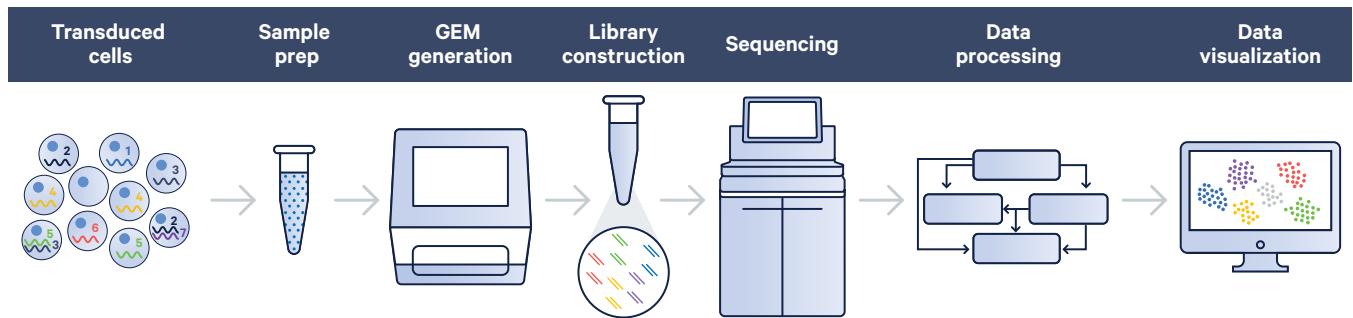 Transduced
cells
Sample
prep
GEM
generation
Library
construction
Sequencing
Data
processing
Data
visualization
2
1
3
4
4
6
2
7
5
3
5